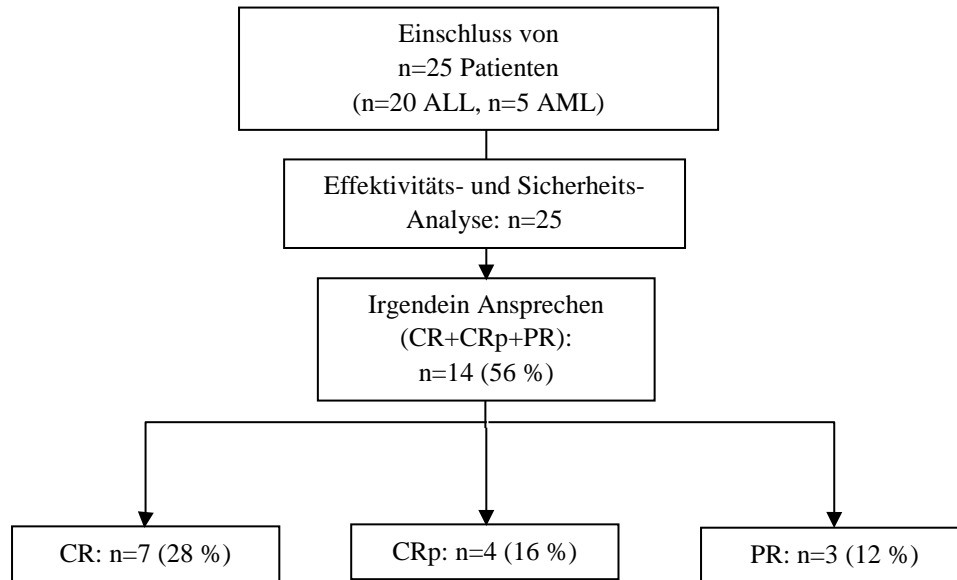 Einschluss von
n=25 Patienten
(n=20 ALL, n=5 AML)
Effektivitäts- und Sicherheits-
Analyse: n=25
Irgendein Ansprechen
(CR+CRp+PR):
n=14 (56 %)
CR: n=7 (28 %)
CRp: n=4 (16 %)
PR: n=3 (12 %)